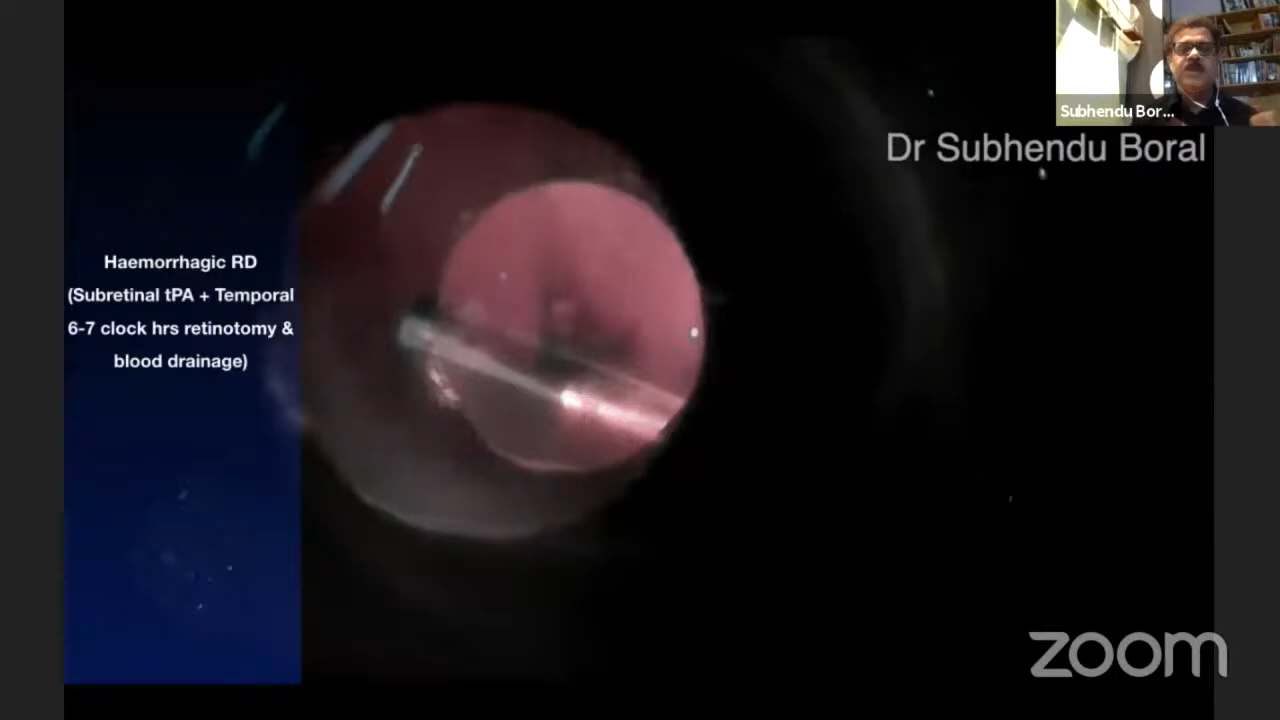 Subhendu Bor...
Dr Subhendu Boral
Haemorrhagic RD
(Subretinal tPA + Temporal
6-7 clock hrs retinotomy &
blood drainage)
zoom